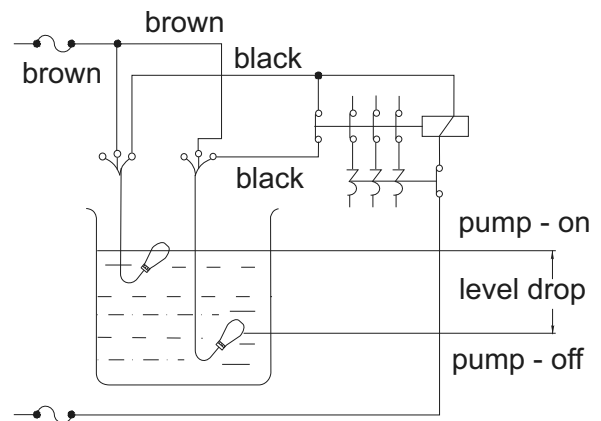 brown
brown
black
black
pump - on
level drop
pump - off